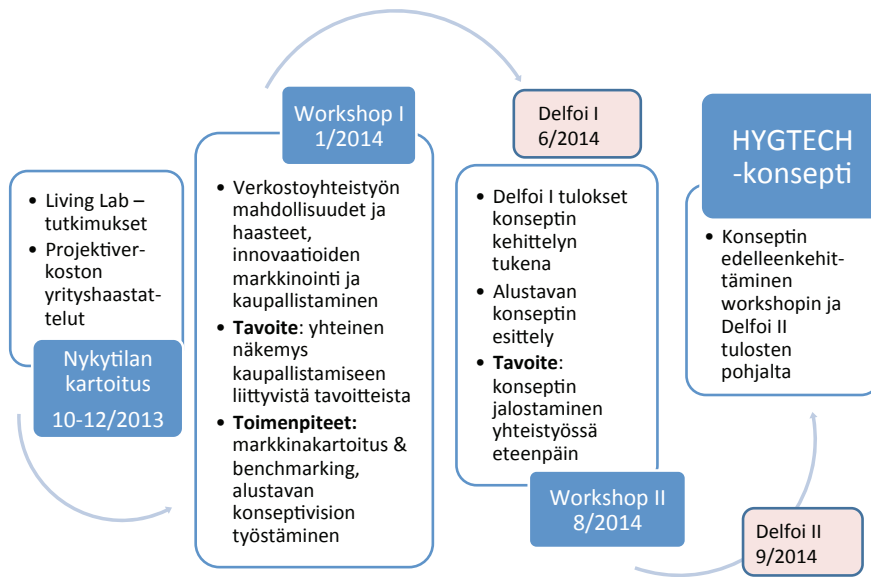 • Living Lab –
tutkimukset
• Projektiver-
koston
yrityshaastat-
telut
Nykytilan
kartoitus
10-12/2013
Workshop I
1/2014
• Verkostoyhteistyön
mahdollisuudet ja
haasteet,
innovaatioiden
markkinointi ja
kaupallistaminen
• Tavoite: yhteinen
näkemys
kaupallistamiseen
liittyvistä tavoitteista
• Toimenpiteet:
markkinakartoitus &
benchmarking,
alustavan
konseptivision
työstäminen
Delfoi I
6/2014
• Delfoi I tulokset
konseptin
kehittelyn
tukena
• Alustavan
konseptin
esittely
• Tavoite:
konseptin
jalostaminen
yhteistyössä
eteenpäin
Workshop II
8/2014
HYGTECH
-konsepti
• Konseptin
edelleenkehit-
täminen
workshopin ja
Delfoi II
tulosten
pohjalta
Delfoi II
9/2014